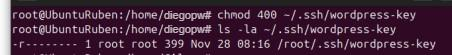 root@UbuntuRuben:/home/diegopw# chmod 400 ~/.ssh/wordpress-key
root@UbuntuRuben:/home/diegopw# ls -la ~/.ssh/wordpress-key
-r-------- 1 root root 399 Nov 28 08:16 /root/.ssh/wordpress-key